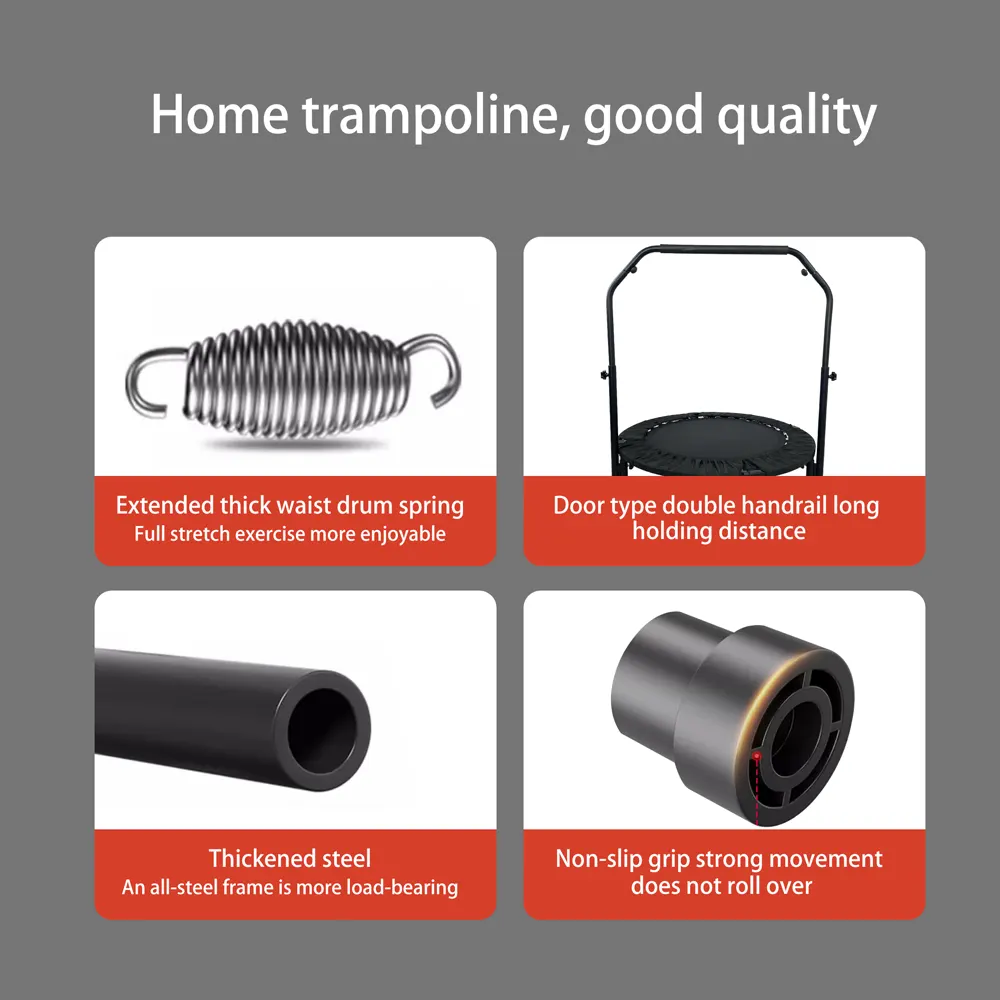 Home trampoline, good quality
Extended thick waist drum spring
Full stretch exercise more enjoyable
Door type double handrail long
holding distance
Thickened steel
An all-steel frame is more load-bearing
Non-slip grip strong movement
does not roll over